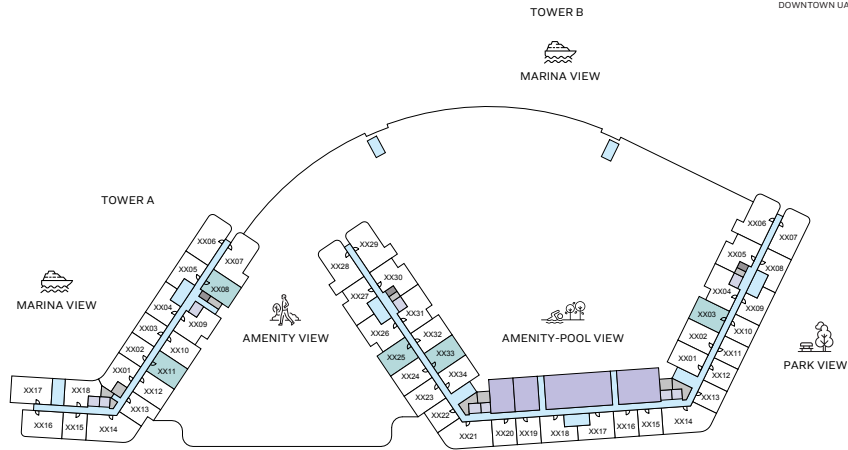 DOWNTOWN UA
TOWER B
MARINA VIEW
TOWER A
MARINA VIEW
AMENITY VIEW
AMENITY-POOL VIEW
PARK VIEW
XX06
XX07
XX05
XX08
XX04
XX09
XX03
XX10
XX02
XX11
XX01
XX12
XX17
XX18
XX13
XX16
XX15
XX14
XX29
XX28
XX30
XX27
XX31
XX26
XX32
XX25
XX33
XX24
XX34
XX23
XX22
XX21
XX20
XX19
XX18
XX17
XX16
XX15
XX14
XX06
XX07
XX05
XX08
XX04
XX09
XX03
XX10
XX02
XX11
XX01
XX12
XX13